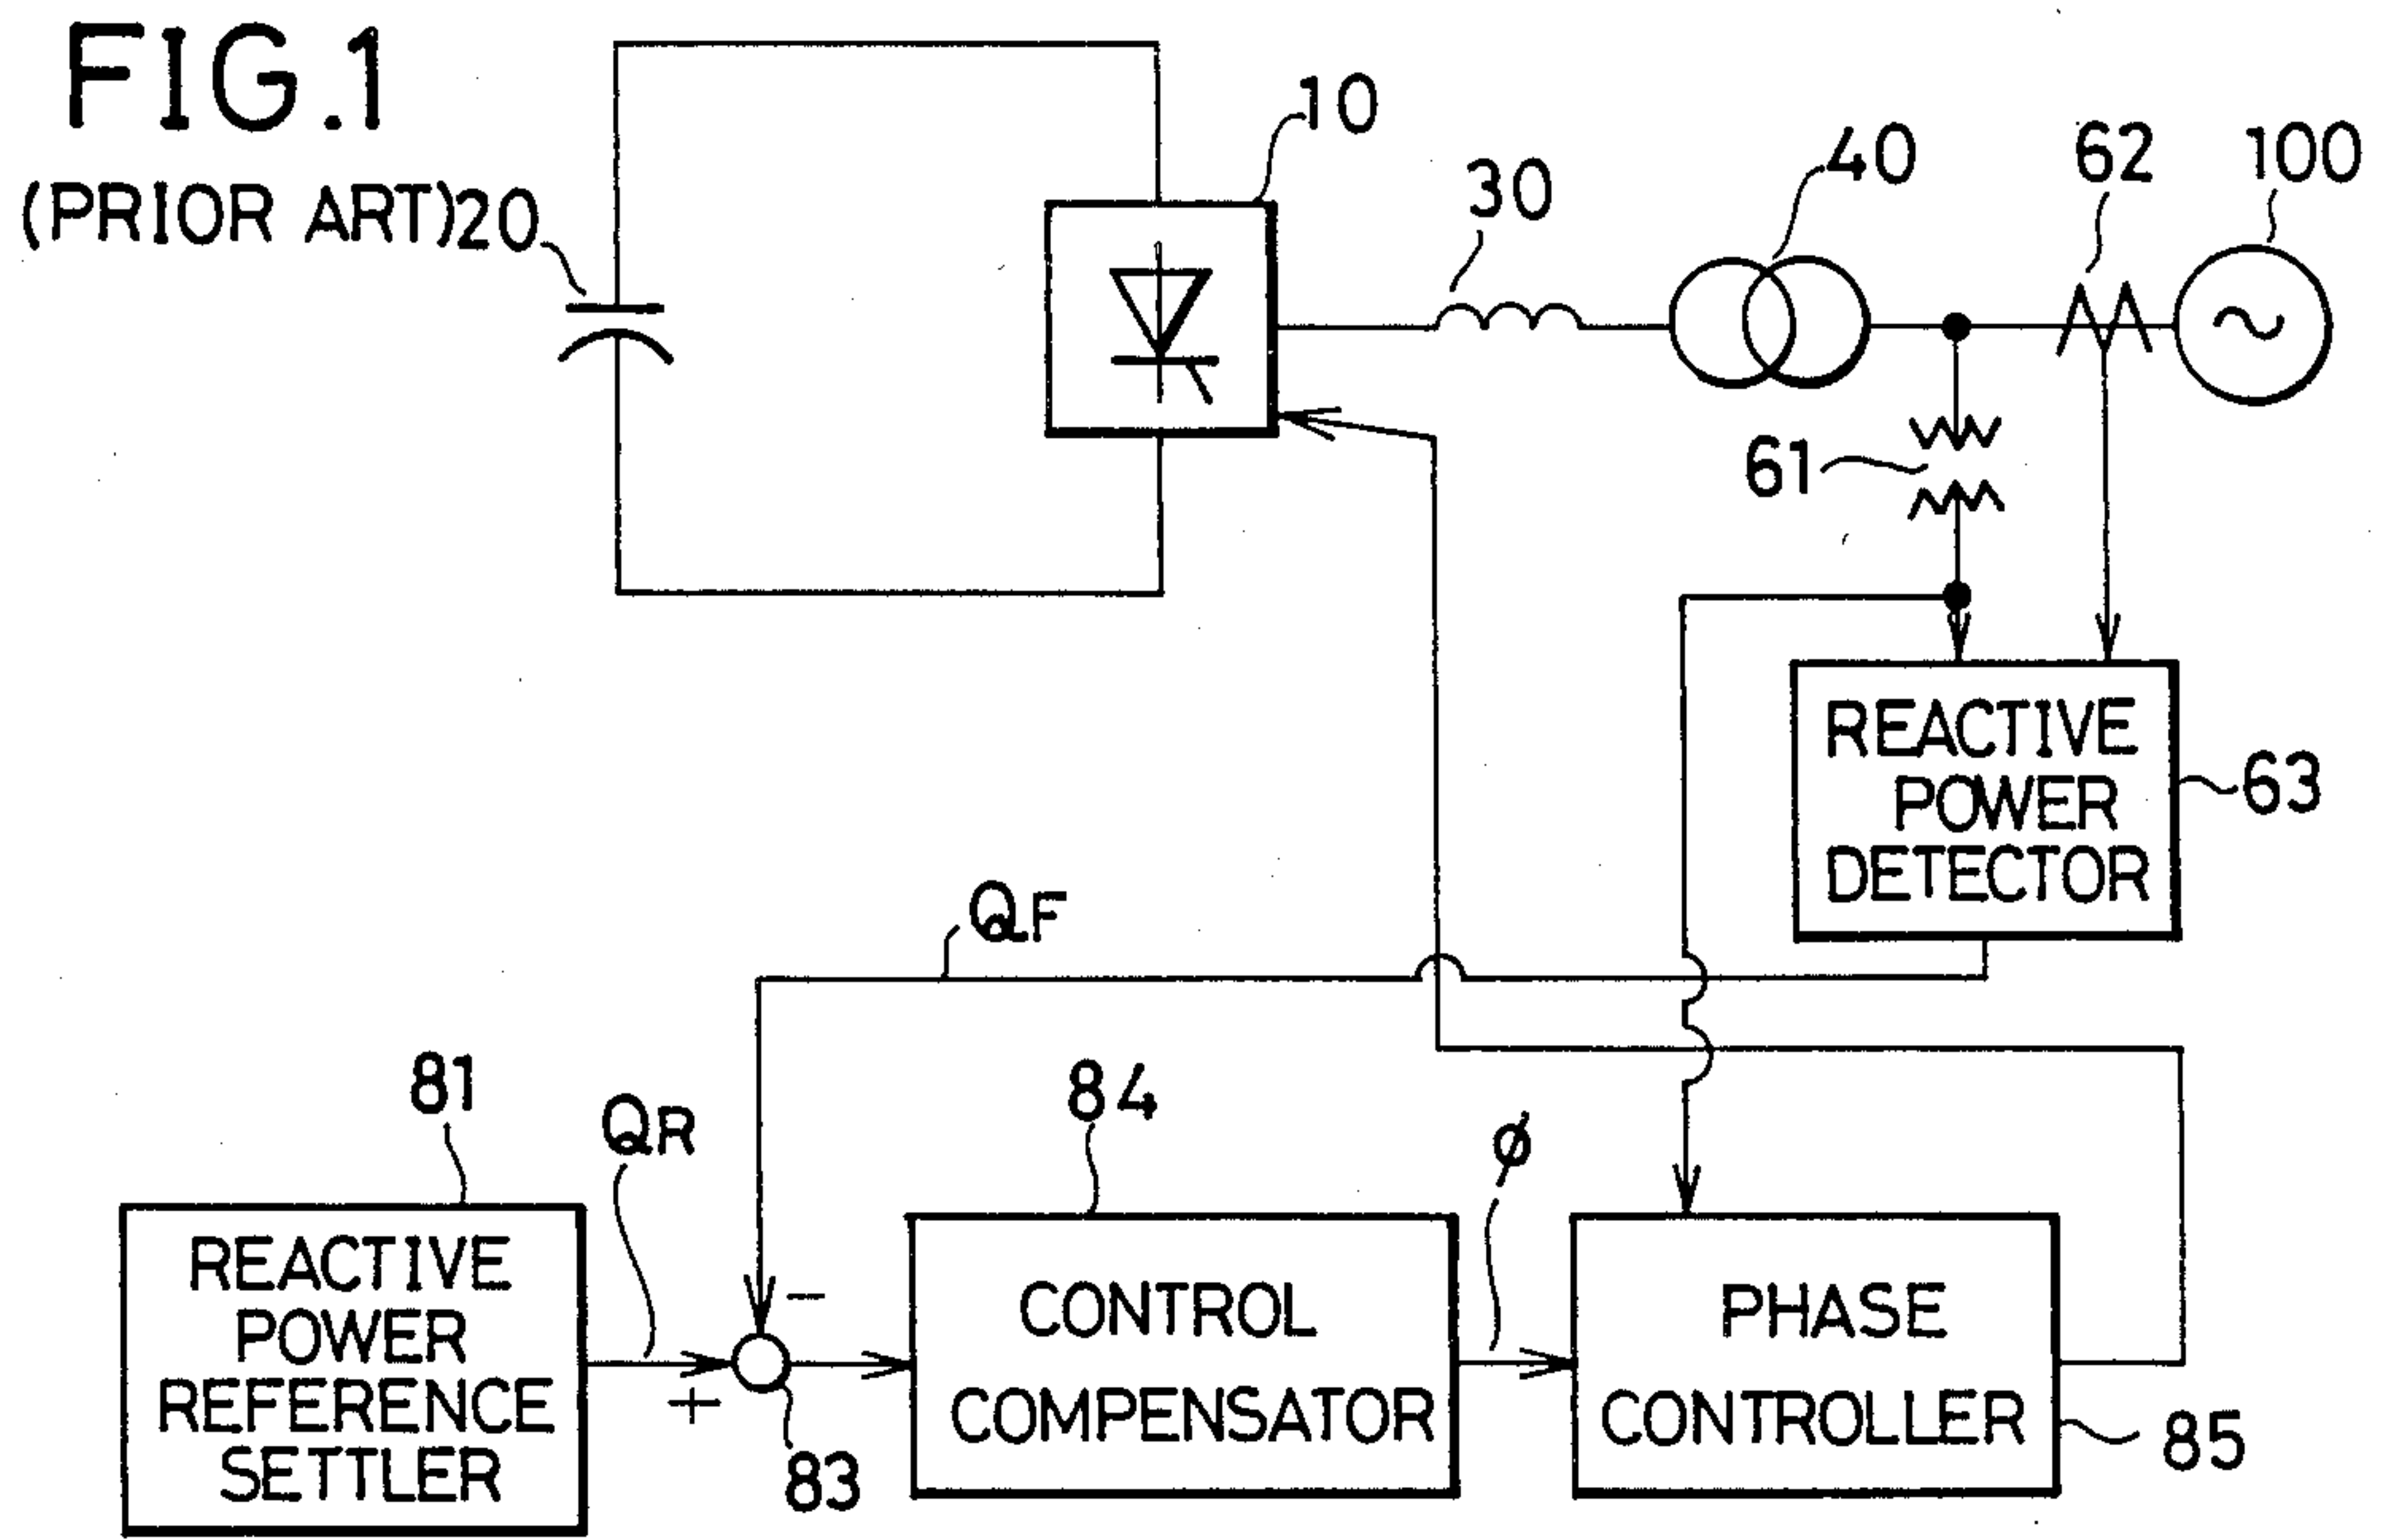 FIG.1
(PRIOR ART)
20
10
30
40
62
100
61
REACTIVE
POWER
DETECTOR
63
QF
81
QR
84
ø
REACTIVE
POWER
REFERENCE
SETTLER
+
−
83
CONTROL
COMPENSATOR
PHASE
CONTROLLER
85